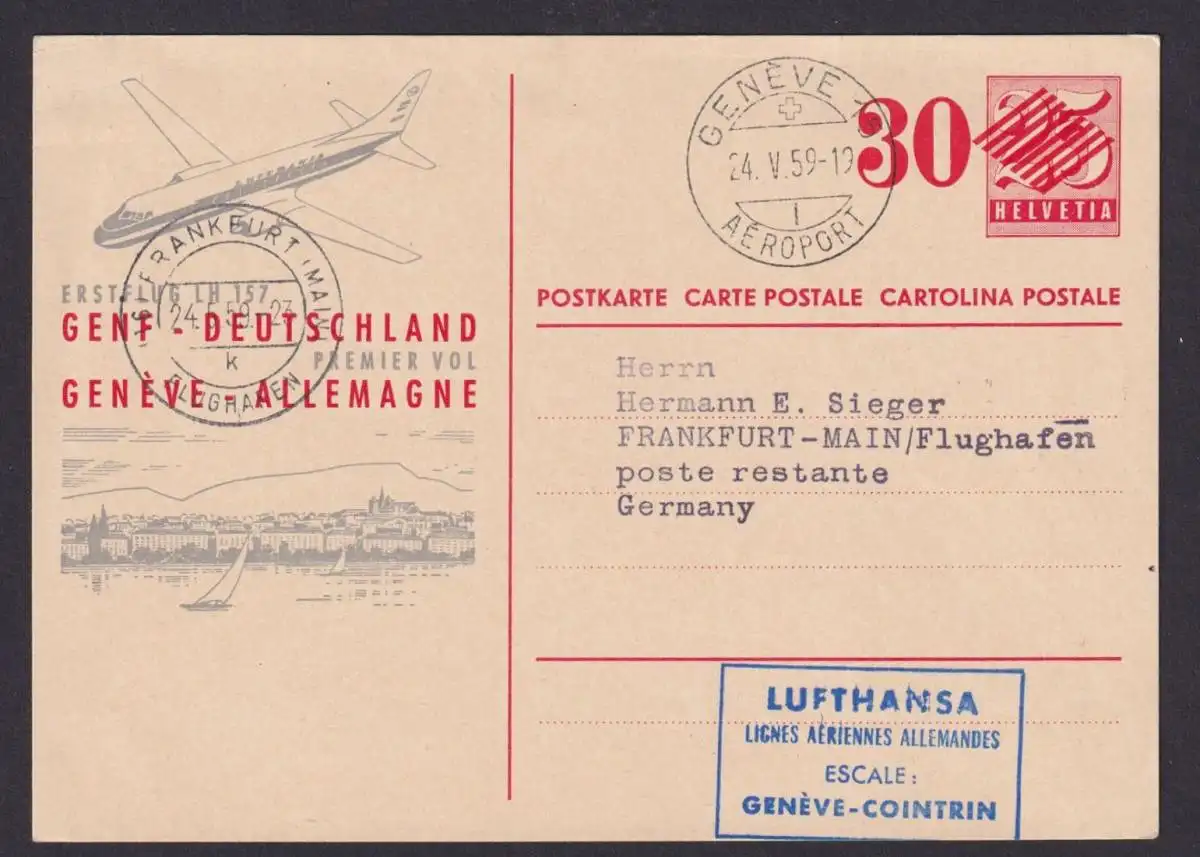 GENÈVE
24. V. 59-19
1
AÉROPORT
30
25
HELVETIA
LUFTHANSA
FRANKFURT (MAIN)
24.5.59.-23
k
FLUGHAFEN
ERSTFLUG LH 157
GENF - DEUTSCHLAND
PREMIER VOL
GENÈVE - ALLEMAGNE
POSTKARTE CARTE POSTALE CARTOLINA POSTALE
Herrn
Hermann E. Sieger
FRANKFURT-MAIN/Flughafen
poste restante
Germany
LUFTHANSA
LIGNES AÉRIENNES ALLEMANDES
ESCALE:
GENÈVE-COINTRIN